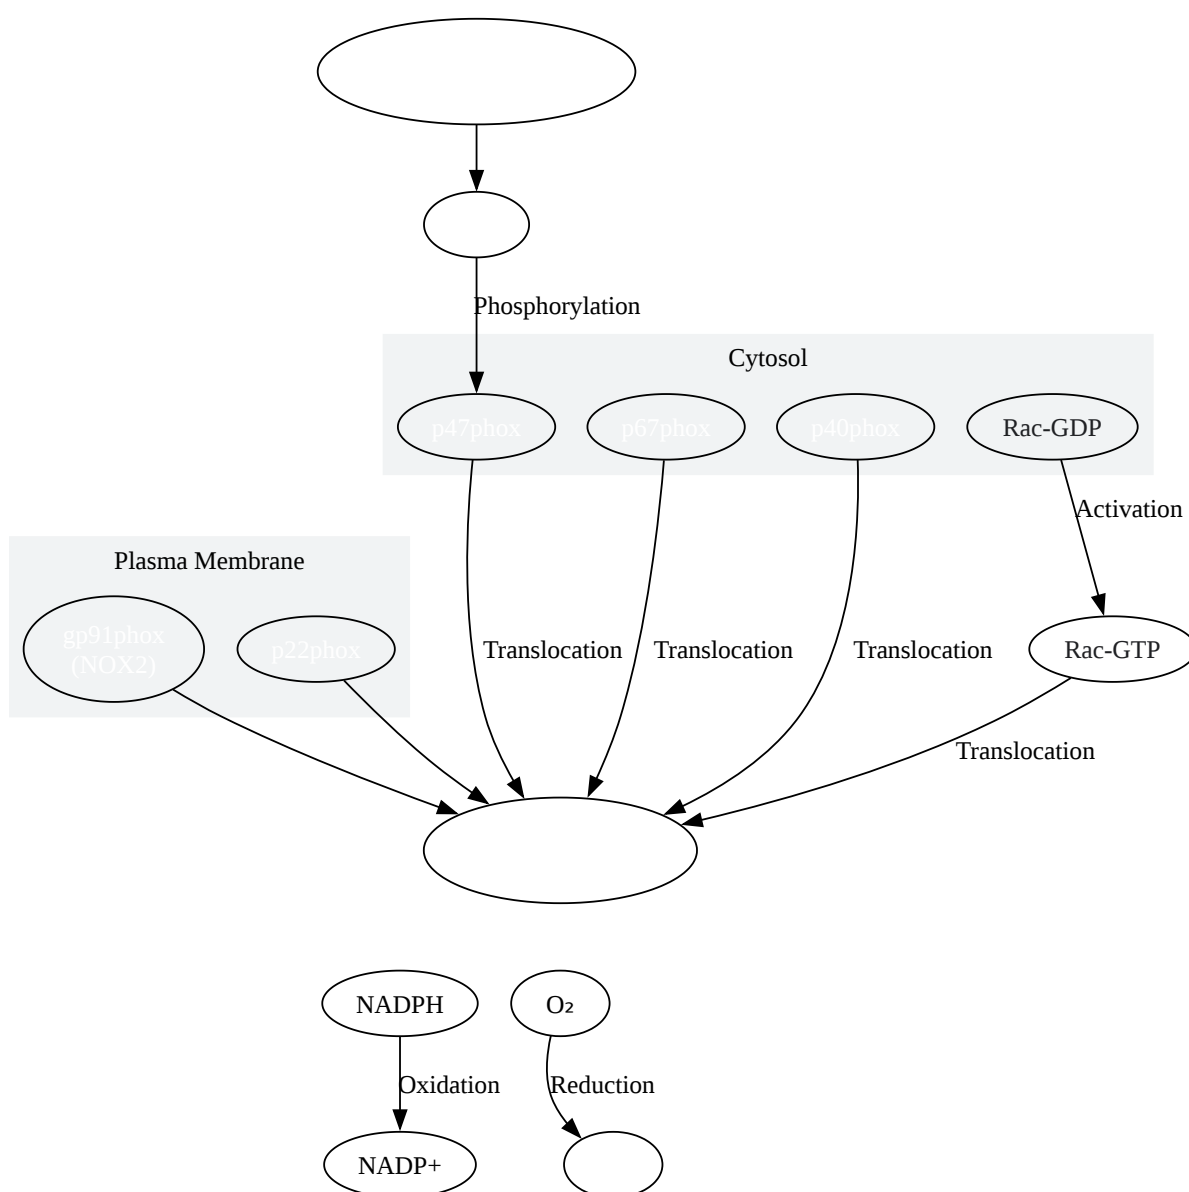 Phosphorylation
Cytosol
p47phox
p67phox
p40phox
Rac-GDP
Activation
Plasma Membrane
gp91phox
(NOX2)
p22phox
Translocation
Translocation
Translocation
Rac-GTP
Translocation
NADPH
O₂
Oxidation
Reduction
NADP+